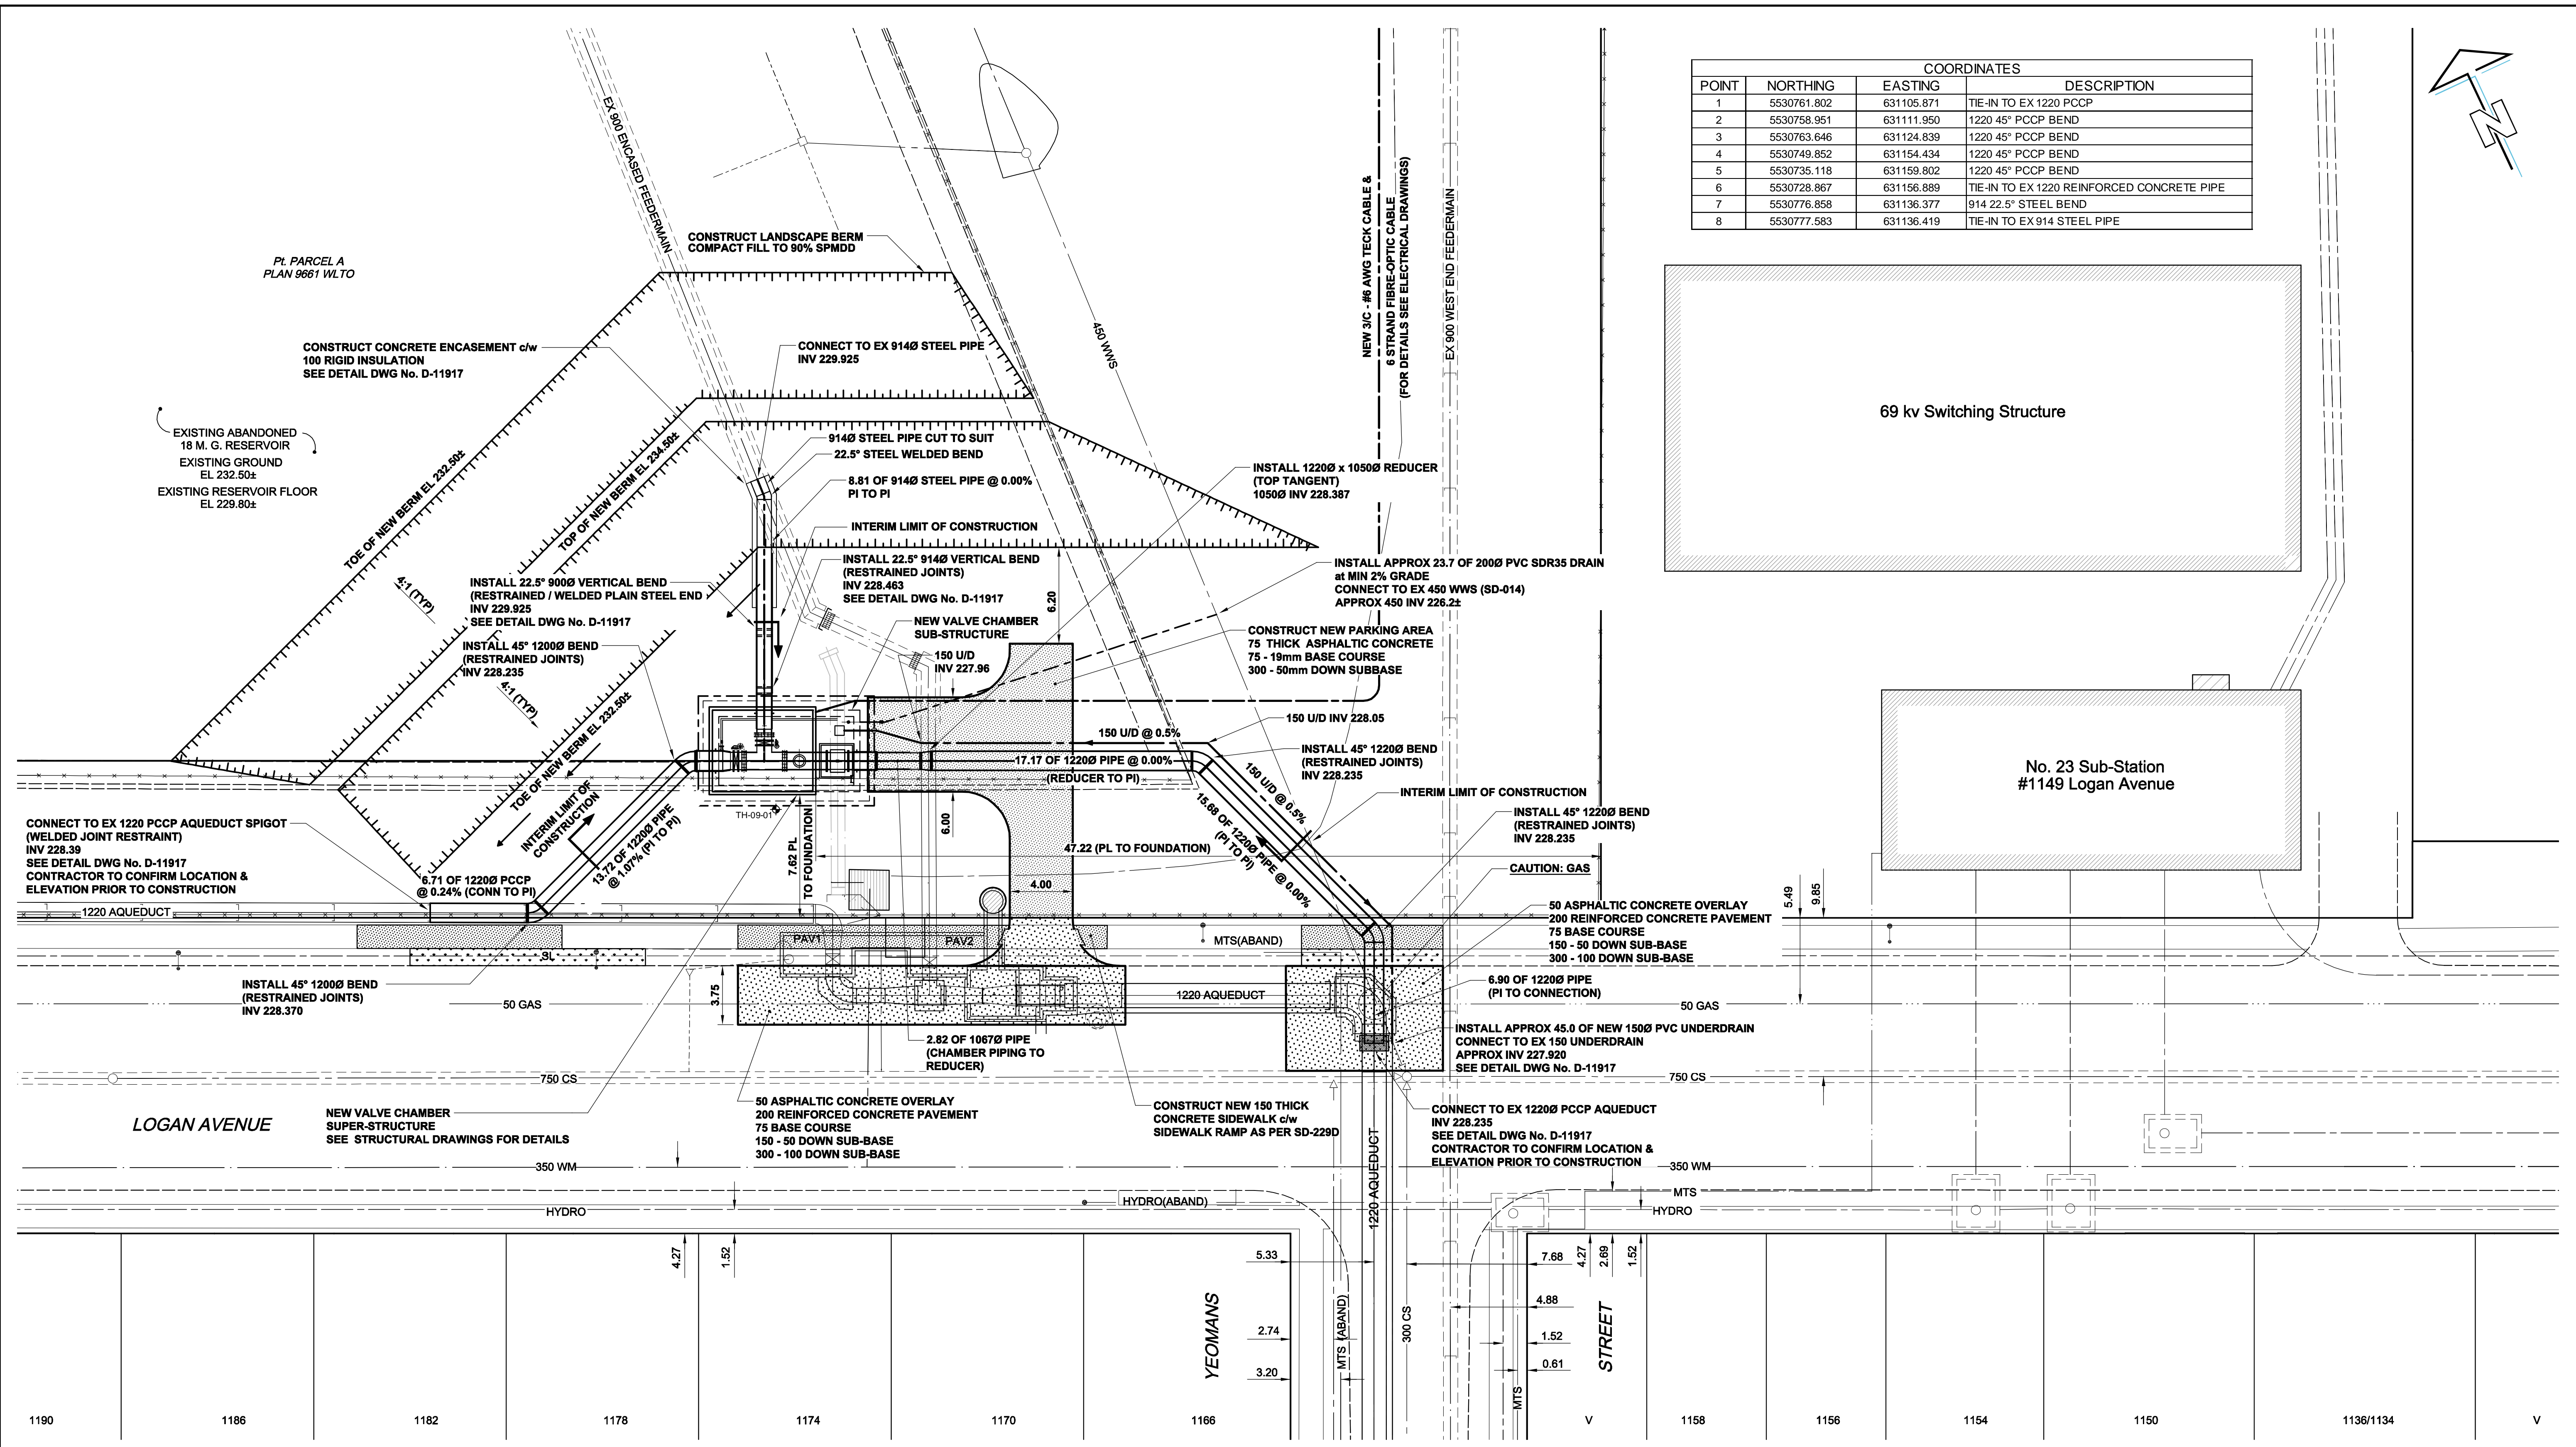 COORDINATES
POINT NORTHING EASTING DESCRIPTION
1 5530761.802 631105.871 TIE-IN TO EX 1220 PCCP
2 5530758.951 631111.950 1220 45° PCCP BEND
3 5530763.646 631124.839 1220 45° PCCP BEND
4 5530749.852 631154.434 1220 45° PCCP BEND
5 5530735.118 631159.802 1220 45° PCCP BEND
6 5530728.867 631156.889 TIE-IN TO EX 1220 REINFORCED CONCRETE PIPE
7 5530776.858 631136.377 914 22.5° STEEL BEND
8 5530777.583 631136.419 TIE-IN TO EX 914 STEEL PIPE
N
EX 900 ENCASED FEEDERMAIN
450 WWS
NEW 3/C - #6 AWG TECK CABLE &
6 STRAND FIBRE-OPTIC CABLE
(FOR DETAILS SEE ELECTRICAL DRAWINGS)
EX 900 WEST END FEEDERMAIN
CONSTRUCT LANDSCAPE BERM
COMPACT FILL TO 90% SPMDD
Pt. PARCEL A
PLAN 9661 WLTO
CONSTRUCT CONCRETE ENCASEMENT c/w
100 RIGID INSULATION
SEE DETAIL DWG No. D-11917
CONNECT TO EX 914Ø STEEL PIPE
INV 229.925
69 kv Switching Structure
EXISTING ABANDONED
18 M. G. RESERVOIR
EXISTING GROUND
EL 232.50±
EXISTING RESERVOIR FLOOR
EL 229.80±
TOE OF NEW BERM EL 232.50±
TOP OF NEW BERM EL 234.50±
914Ø STEEL PIPE CUT TO SUIT
22.5° STEEL WELDED BEND
8.81 OF 914Ø STEEL PIPE @ 0.00%
PI TO PI
INSTALL 1220Ø x 1050Ø REDUCER
(TOP TANGENT)
1050Ø INV 228.387
INTERIM LIMIT OF CONSTRUCTION
INSTALL 22.5° 914Ø VERTICAL BEND
(RESTRAINED JOINTS)
INV 228.463
SEE DETAIL DWG No. D-11917
INSTALL APPROX 23.7 OF 200Ø PVC SDR35 DRAIN
at MIN 2% GRADE
CONNECT TO EX 450 WWS (SD-014)
APPROX 450 INV 226.2±
4:1 (TYP)
INSTALL 22.5° 900Ø VERTICAL BEND
(RESTRAINED / WELDED PLAIN STEEL END
INV 229.925
SEE DETAIL DWG No. D-11917
6.20
NEW VALVE CHAMBER
SUB-STRUCTURE
CONSTRUCT NEW PARKING AREA
75 THICK ASPHALTIC CONCRETE
75 - 19mm BASE COURSE
300 - 50mm DOWN SUBBASE
INSTALL 45° 1200Ø BEND
(RESTRAINED JOINTS)
INV 228.235
150 U/D
INV 227.96
4:1 (TYP)
TOE OF NEW BERM EL 232.50±
150 U/D INV 228.05
150 U/D @ 0.5%
17.17 OF 1220Ø PIPE @ 0.00%
(REDUCER TO PI)
INSTALL 45° 1220Ø BEND
(RESTRAINED JOINTS)
INV 228.235
No. 23 Sub-Station
#1149 Logan Avenue
150 U/D @ 0.5%
15.68 OF 1220Ø PIPE @ 0.00%
(PI TO PI)
INTERIM LIMIT OF CONSTRUCTION
INTERIM LIMIT OF
CONSTRUCTION
13.72 OF 1220Ø PIPE
@ 1.07% (PI TO PI)
TH-09-01
6.00
7.62 PL
TO FOUNDATION
47.22 (PL TO FOUNDATION)
INSTALL 45° 1220Ø BEND
(RESTRAINED JOINTS)
INV 228.235
CONNECT TO EX 1220 PCCP AQUEDUCT SPIGOT
(WELDED JOINT RESTRAINT)
INV 228.39
SEE DETAIL DWG No. D-11917
CONTRACTOR TO CONFIRM LOCATION &
ELEVATION PRIOR TO CONSTRUCTION
6.71 OF 1220Ø PCCP
@ 0.24% (CONN TO PI)
1220 AQUEDUCT
4.00
CAUTION: GAS
5.49
9.85
50 ASPHALTIC CONCRETE OVERLAY
200 REINFORCED CONCRETE PAVEMENT
75 BASE COURSE
150 - 50 DOWN SUB-BASE
300 - 100 DOWN SUB-BASE
PAV1
PAV2
MTS(ABAND)
SL
INSTALL 45° 1200Ø BEND
(RESTRAINED JOINTS)
INV 228.370
50 GAS
3.75
1220 AQUEDUCT
6.90 OF 1220Ø PIPE
(PI TO CONNECTION)
50 GAS
INSTALL APPROX 45.0 OF NEW 150Ø PVC UNDERDRAIN
CONNECT TO EX 150 UNDERDRAIN
APPROX INV 227.920
SEE DETAIL DWG No. D-11917
2.82 OF 1067Ø PIPE
(CHAMBER PIPING TO
REDUCER)
750 CS
750 CS
LOGAN AVENUE
NEW VALVE CHAMBER
SUPER-STRUCTURE
SEE STRUCTURAL DRAWINGS FOR DETAILS
50 ASPHALTIC CONCRETE OVERLAY
200 REINFORCED CONCRETE PAVEMENT
75 BASE COURSE
150 - 50 DOWN SUB-BASE
300 - 100 DOWN SUB-BASE
CONSTRUCT NEW 150 THICK
CONCRETE SIDEWALK c/w
SIDEWALK RAMP AS PER SD-229D
CONNECT TO EX 1220Ø PCCP AQUEDUCT
INV 228.235
SEE DETAIL DWG No. D-11917
CONTRACTOR TO CONFIRM LOCATION &
ELEVATION PRIOR TO CONSTRUCTION
350 WM
350 WM
1220 AQUEDUCT
HYDRO(ABAND)
MTS
HYDRO
HYDRO
4.27
1.52
5.33
7.68
4.27
2.69
1.52
YEOMANS
STREET
MTS (ABAND)
300 CS
4.88
2.74
1.52
3.20
0.61
MTS
1190 1186 1182 1178 1174 1170 1166 V 1158 1156 1154 1150 1136/1134 V